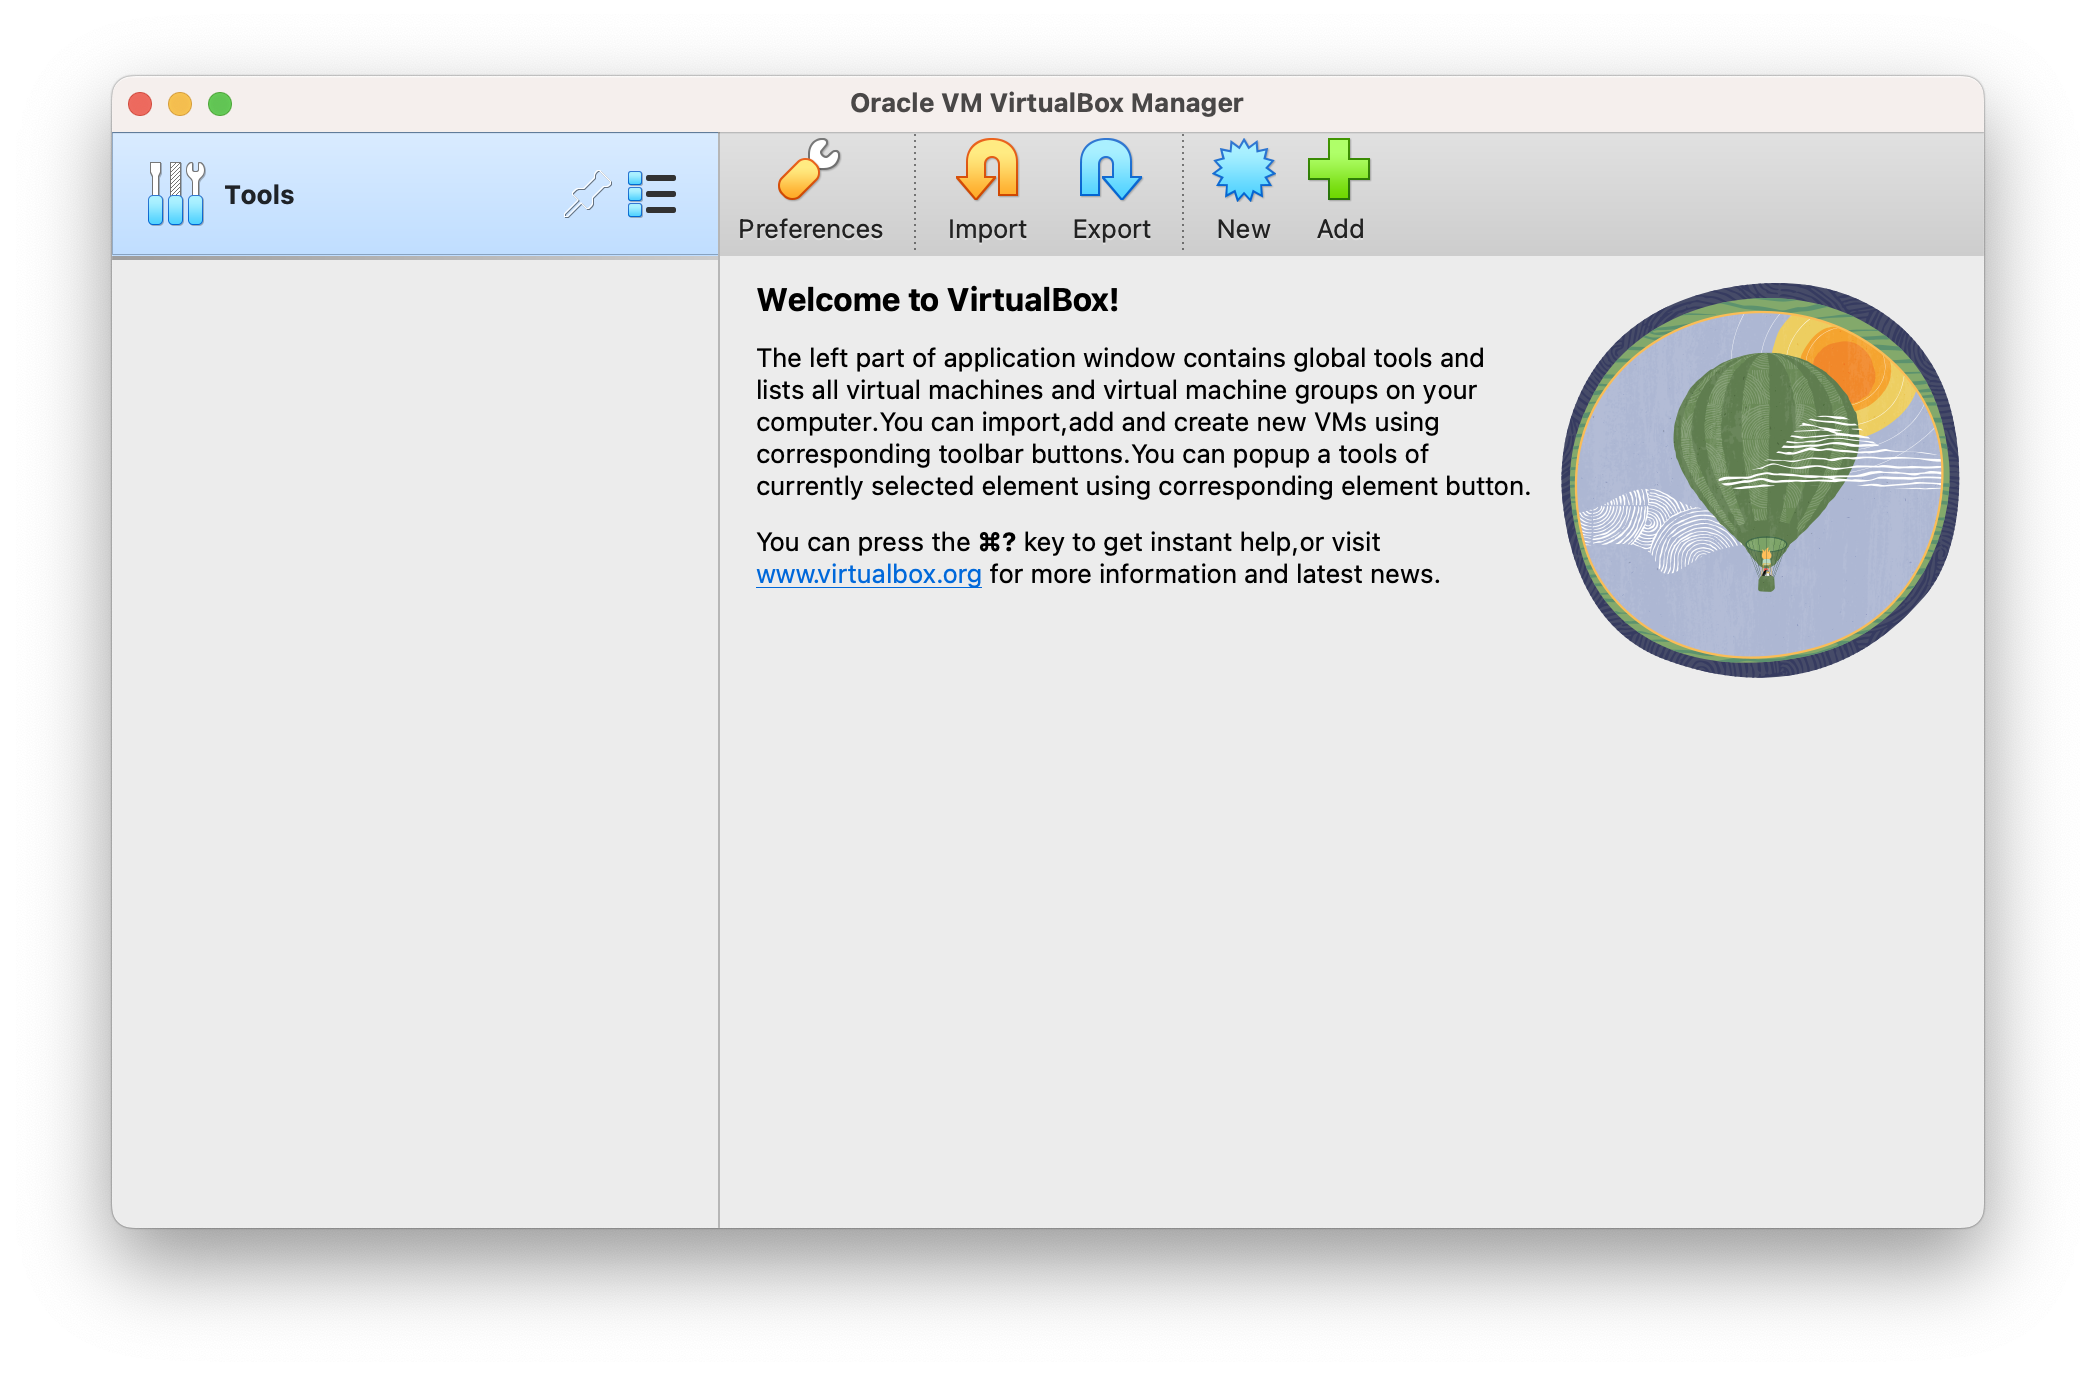 Oracle VM VirtualBox Manager
Tools
Preferences
Import
Export
New
Add
Welcome to VirtualBox!
The left part of application window contains global tools and
lists all virtual machines and virtual machine groups on your
computer.You can import,add and create new VMs using
corresponding toolbar buttons.You can popup a tools of
currently selected element using corresponding element button.
You can press the ⌘? key to get instant help,or visit
www.virtualbox.org for more information and latest news.